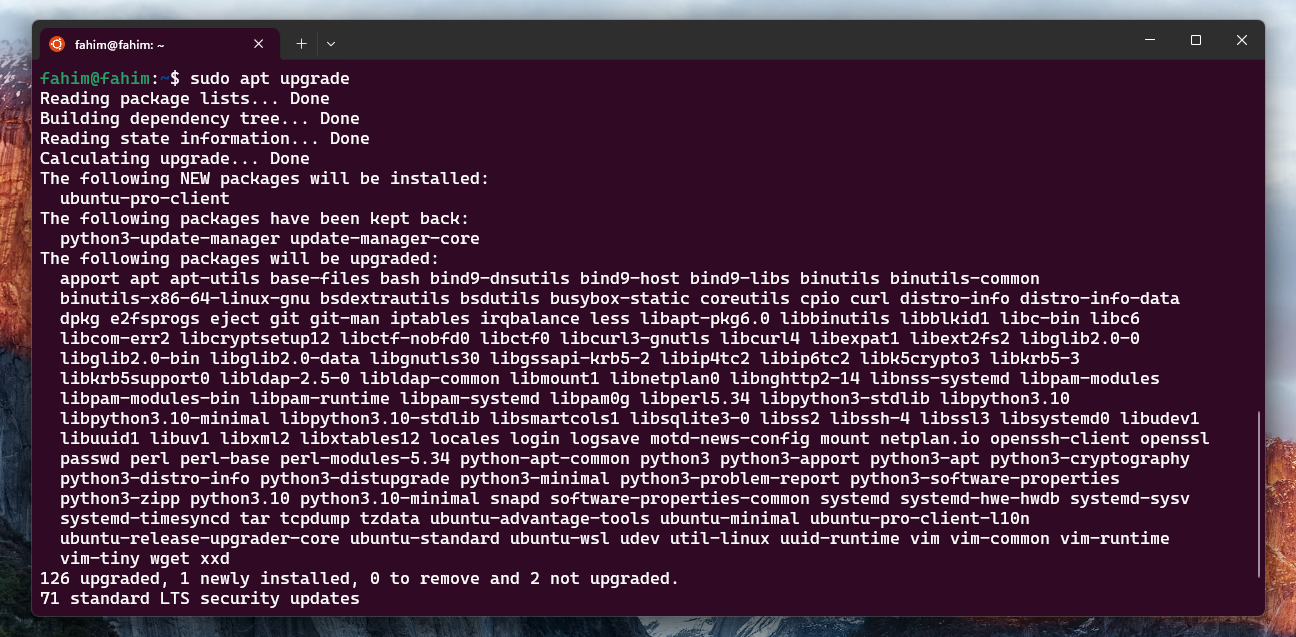 fahim@fahim: ~
fahim@fahim:~$ sudo apt upgrade
Reading package lists... Done
Building dependency tree... Done
Reading state information... Done
Calculating upgrade... Done
The following NEW packages will be installed:
  ubuntu-pro-client
The following packages have been kept back:
  python3-update-manager update-manager-core
The following packages will be upgraded:
  apport apt apt-utils base-files bash bind9-dnsutils bind9-host bind9-libs binutils binutils-common
  binutils-x86-64-linux-gnu bsdextrautils bsdutils busybox-static coreutils cpio curl distro-info distro-info-data
  dpkg e2fsprogs eject git git-man iptables irqbalance less libapt-pkg6.0 libbinutils libblkid1 libc-bin libc6
  libcom-err2 libcryptsetup12 libctf-nobfd0 libctf0 libcurl3-gnutls libcurl4 libexpat1 libext2fs2 libglib2.0-0
  libglib2.0-bin libglib2.0-data libgnutls30 libgssapi-krb5-2 libip4tc2 libip6tc2 libk5crypto3 libkrb5-3
  libkrb5support0 libldap-2.5-0 libldap-common libmount1 libnetplan0 libnghttp2-14 libnss-systemd libpam-modules
  libpam-modules-bin libpam-runtime libpam-systemd libpam0g libperl5.34 libpython3-stdlib libpython3.10
  libpython3.10-minimal libpython3.10-stdlib libsmartcols1 libsqlite3-0 libss2 libssh-4 libssl3 libsystemd0 libudev1
  libuuid1 libuv1 libxml2 libxtables12 locales login logsave motd-news-config mount netplan.io openssh-client openssl
  passwd perl perl-base perl-modules-5.34 python-apt-common python3 python3-apport python3-apt python3-cryptography
  python3-distro-info python3-distupgrade python3-minimal python3-problem-report python3-software-properties
  python3-zipp python3.10 python3.10-minimal snapd software-properties-common systemd systemd-hwe-hwdb systemd-sysv
  systemd-timesyncd tar tcpdump tzdata ubuntu-advantage-tools ubuntu-minimal ubuntu-pro-client-l10n
  ubuntu-release-upgrader-core ubuntu-standard ubuntu-wsl udev util-linux uuid-runtime vim vim-common vim-runtime
  vim-tiny wget xxd
126 upgraded, 1 newly installed, 0 to remove and 2 not upgraded.
71 standard LTS security updates